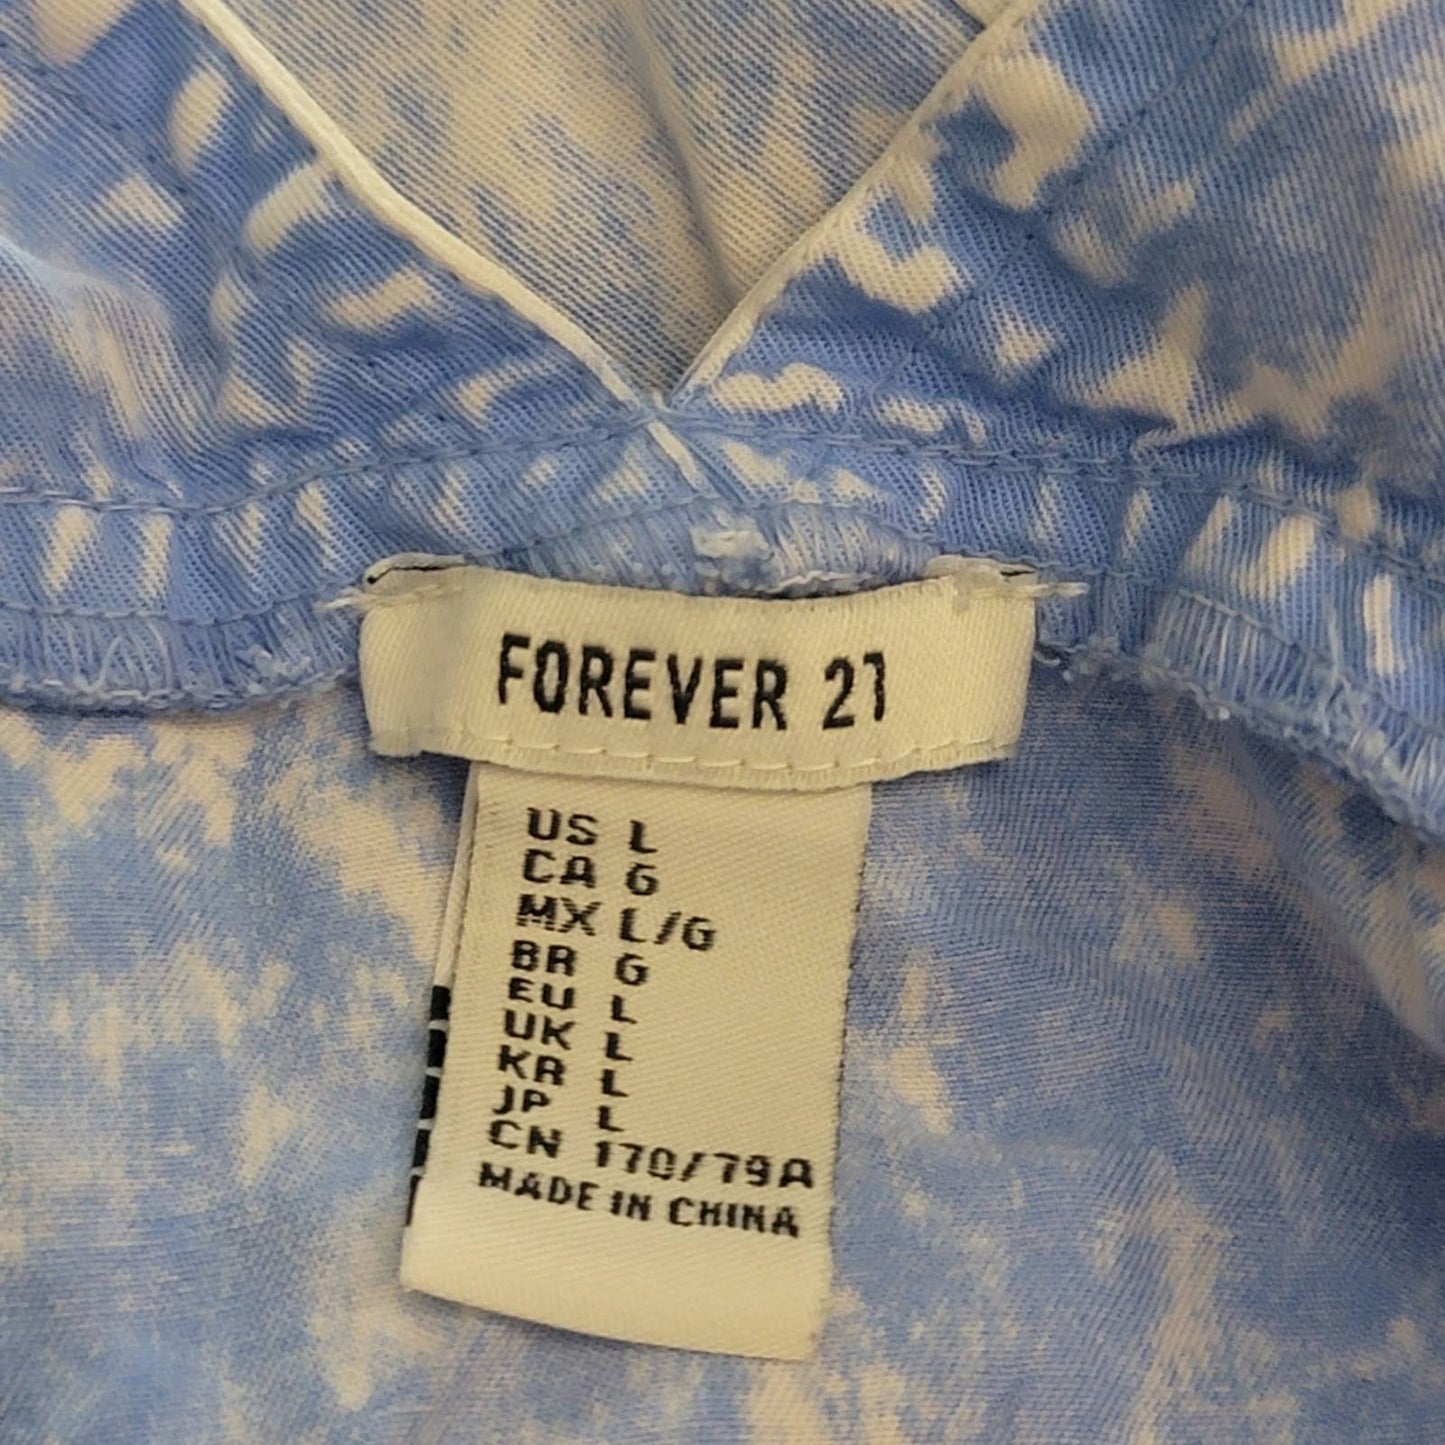 FOREVER 21
US L
CA G
MX L/G
BR G
EU L
UK L
KR L
JP L
CN 170/79A
MADE IN CHINA